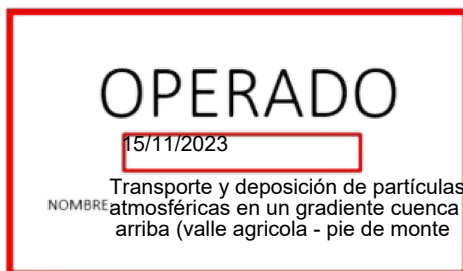 OPERADO
15/11/2023
Transporte y deposición de partículas
NOMBRE: atmosféricas en un gradiente cuenca
arriba (valle agricola - pie de monte